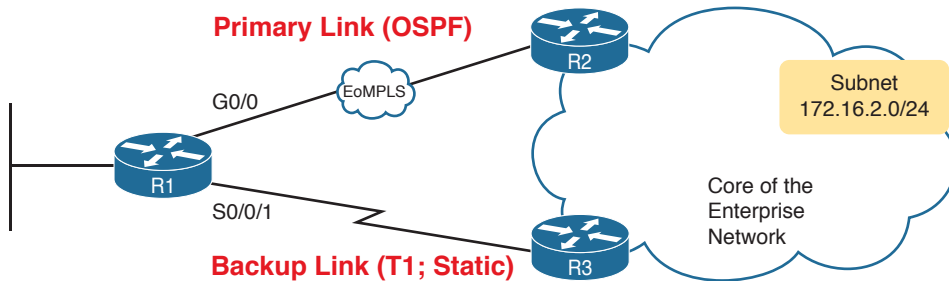 Primary Link (OSPF)
R2
EoMPLS
Subnet
172.16.2.0/24
G0/0
R1
S0/0/1
Core of the
Enterprise
Network
Backup Link (T1; Static)
R3